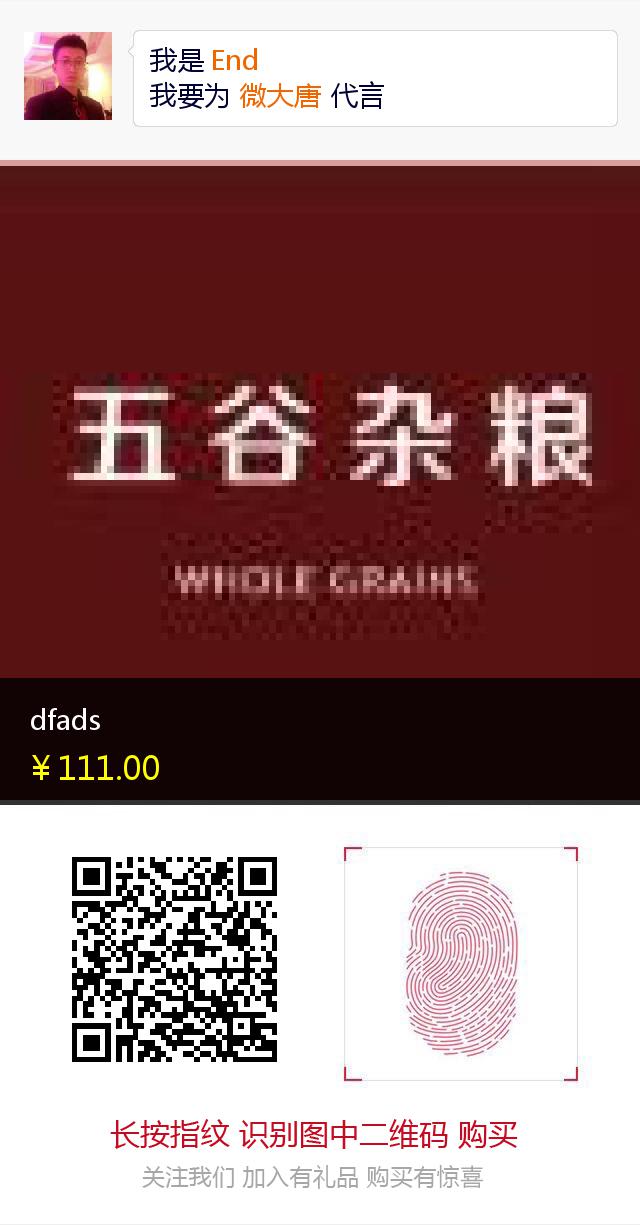 我是 End
我要为 微大唐 代言
五谷杂粮
WHOLE GRAINS
dfads
￥111.00
长按指纹 识别图中二维码 购买
关注我们 加入有礼品 购买有惊喜